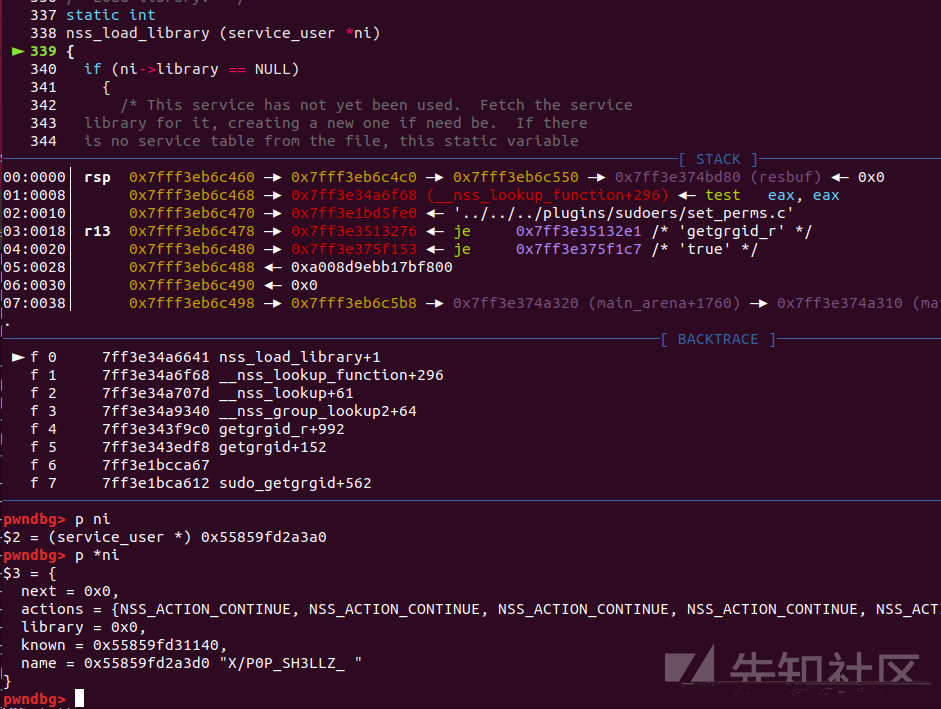 337 static int
338 nss_load_library (service_user *ni)
► 339 {
340   if (ni->library == NULL)
341     {
342       /* This service has not yet been used.  Fetch the service
343   library for it, creating a new one if need be.  If there
344   is no service table from the file, this static variable
[ STACK ]
00:0000│ rsp  0x7fff3eb6c460 —▸ 0x7fff3eb6c4c0 —▸ 0x7fff3eb6c550 —▸ 0x7ff3e374bd80 (resbuf) ◂— 0x0
01:0008│      0x7fff3eb6c468 —▸ 0x7ff3e34a6f68 (__nss_lookup_function+296) ◂— test   eax, eax
02:0010│      0x7fff3eb6c470 —▸ 0x7ff3e1bd5fe0 ◂— '../../../plugins/sudoers/set_perms.c'
03:0018│ r13  0x7fff3eb6c478 —▸ 0x7ff3e3513276 ◂— je     0x7ff3e35132e1 /* 'getgrgid_r' */
04:0020│      0x7fff3eb6c480 —▸ 0x7ff3e375f153 ◂— je     0x7ff3e375f1c7 /* 'true' */
05:0028│      0x7fff3eb6c488 ◂— 0xa008d9ebb17bf800
06:0030│      0x7fff3eb6c490 ◂— 0x0
07:0038│      0x7fff3eb6c498 —▸ 0x7fff3eb6c5b8 —▸ 0x7ff3e374a320 (main_arena+1760) —▸ 0x7ff3e374a310 (ma
.
[ BACKTRACE ]
► f 0     7ff3e34a6641 nss_load_library+1
f 1     7ff3e34a6f68 __nss_lookup_function+296
f 2     7ff3e34a707d __nss_lookup+61
f 3     7ff3e34a9340 __nss_group_lookup2+64
f 4     7ff3e343f9c0 getgrgid_r+992
f 5     7ff3e343edf8 getgrgid+152
f 6     7ff3e1bcca67
f 7     7ff3e1bca612 sudo_getgrgid+562
pwndbg> p ni
$2 = (service_user *) 0x55859fd2a3a0
pwndbg> p *ni
$3 = {
next = 0x0,
actions = {NSS_ACTION_CONTINUE, NSS_ACTION_CONTINUE, NSS_ACTION_CONTINUE, NSS_ACTION_CONTINUE, NSS_ACTI
library = 0x0,
known = 0x55859fd31140,
name = 0x55859fd2a3d0 "X/P0P_SH3LLZ_ "
}
pwndbg>
先知社区